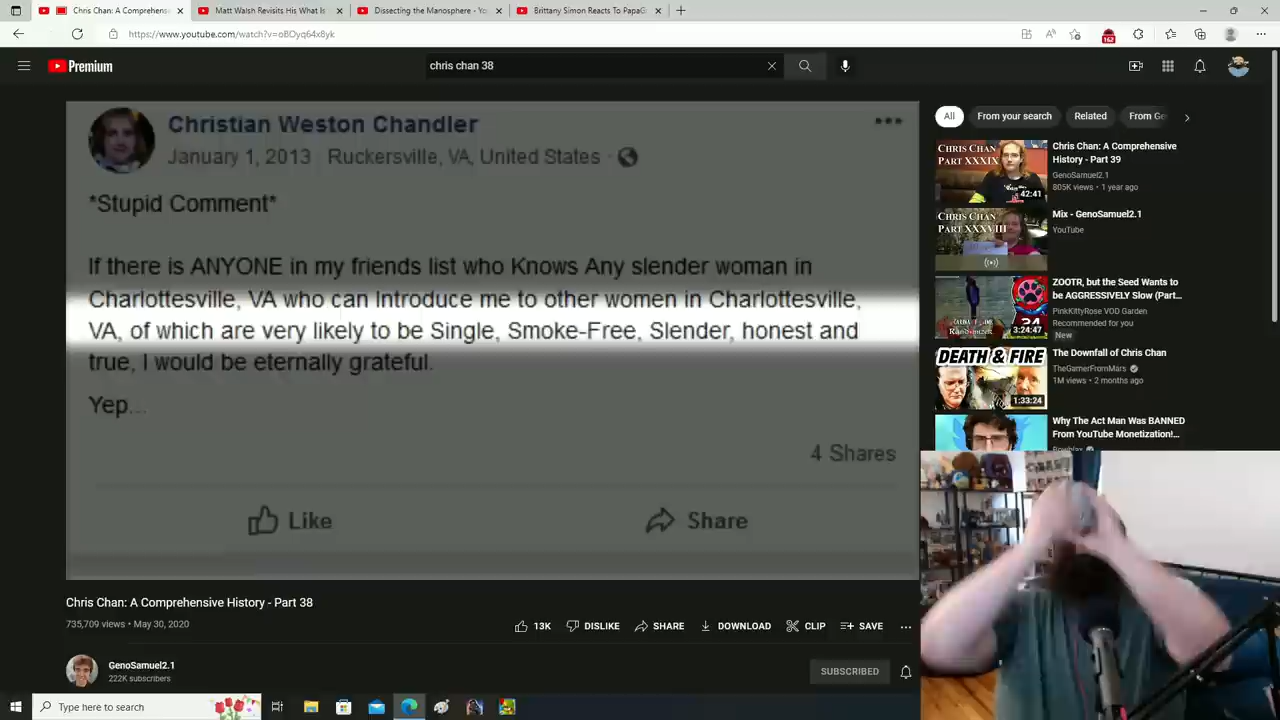 Chris Chan: A Comprehens
Matt Walsh Revisits His What Is
Dissecting the Manosphere - Yo
Brittany Simon Reacts To PapaG
https://www.youtube.com/watch?v=oBOyq64x8yk
162
Premium
chris chan 38
Christian Weston Chandler
January 1, 2013 Ruckersville, VA, United States
*Stupid Comment*
If there is ANYONE in my friends list who Knows Any slender woman in
Charlottesville, VA who can Introduce me to other women in Charlottesville,
VA, of which are very likely to be Single, Smoke-Free, Slender, honest and
true, I would be eternally grateful.
Yep...
4 Shares
Like
Share
Chris Chan: A Comprehensive History - Part 38
735,709 views • May 30, 2020
13K
DISLIKE
SHARE
DOWNLOAD
CLIP
SAVE
GenoSamuel2.1
222K subscribers
SUBSCRIBED
All
From your search
Related
From Ge
CHRIS CHAN
PART XXXIX
42:41
Chris Chan: A Comprehensive
History - Part 39
GenoSamuel2.1
805K views • 1 year ago
CHRIS CHAN
PART XXXVIII
Mix - GenoSamuel2.1
YouTube
3:24:47
ZOOTR, but the Seed Wants to
be AGGRESSIVELY Slow (Part...
PinkKittyRose VOD Garden
Recommended for you
New
DEATH & FIRE
1:33:24
The Downfall of Chris Chan
TheGamerFromMars
1M views • 2 months ago
Why The Act Man Was BANNED
From YouTube Monetization!...
Type here to search